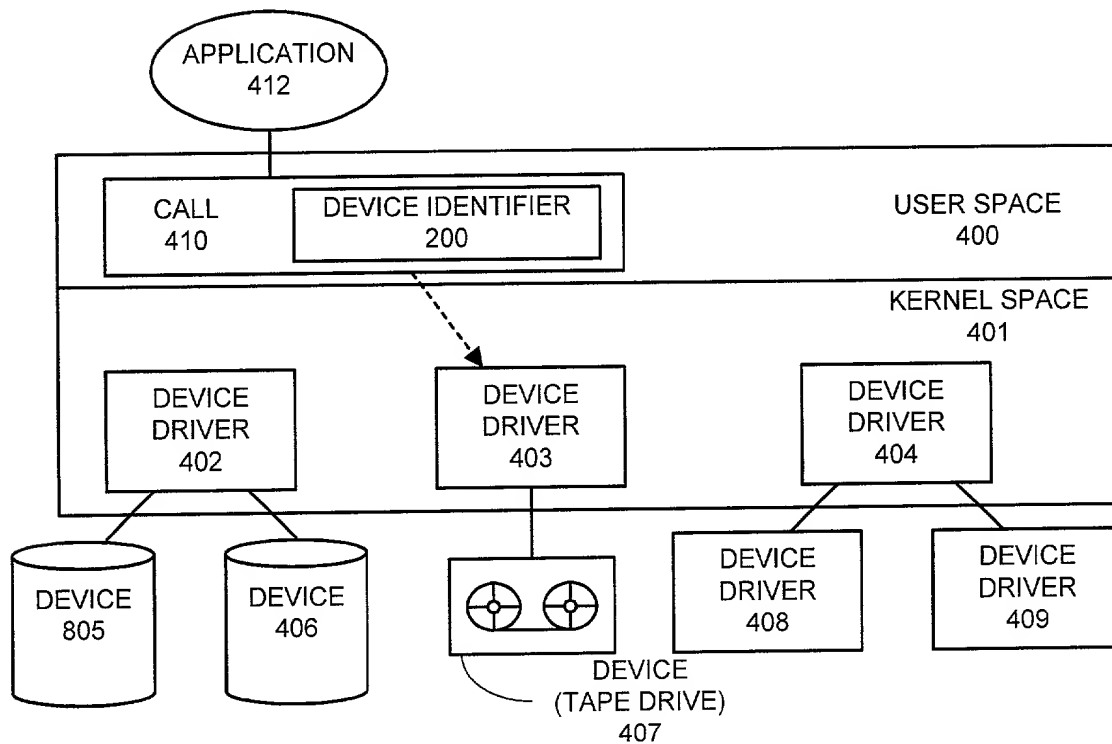 APPLICATION
412
CALL
410
DEVICE IDENTIFIER
200
USER SPACE
400
KERNEL SPACE
401
DEVICE
DRIVER
402
DEVICE
DRIVER
403
DEVICE
DRIVER
404
DEVICE
805
DEVICE
406
DEVICE
(TAPE DRIVE)
407
DEVICE
DRIVER
408
DEVICE
DRIVER
409